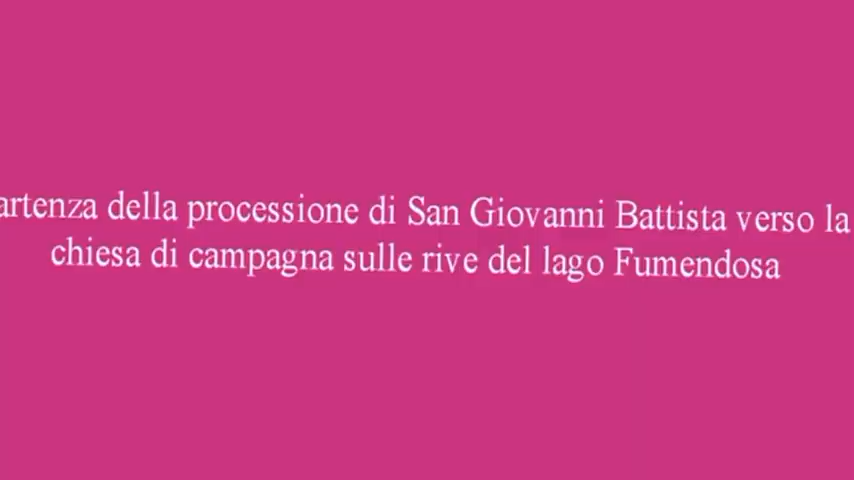 artenza della processione di San Giovanni Battista verso la
chiesa di campagna sulle rive del lago Fumendosa